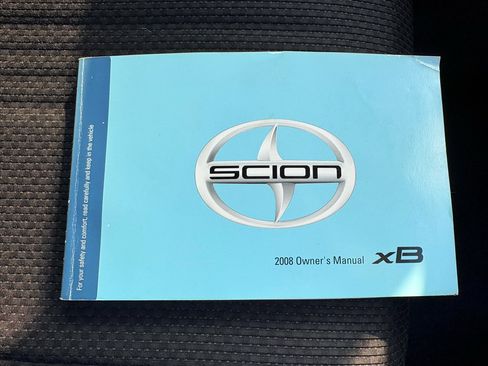 For your safety and comfort, read carefully and keep in the vehicle
SCION
2008 Owner's Manual xB